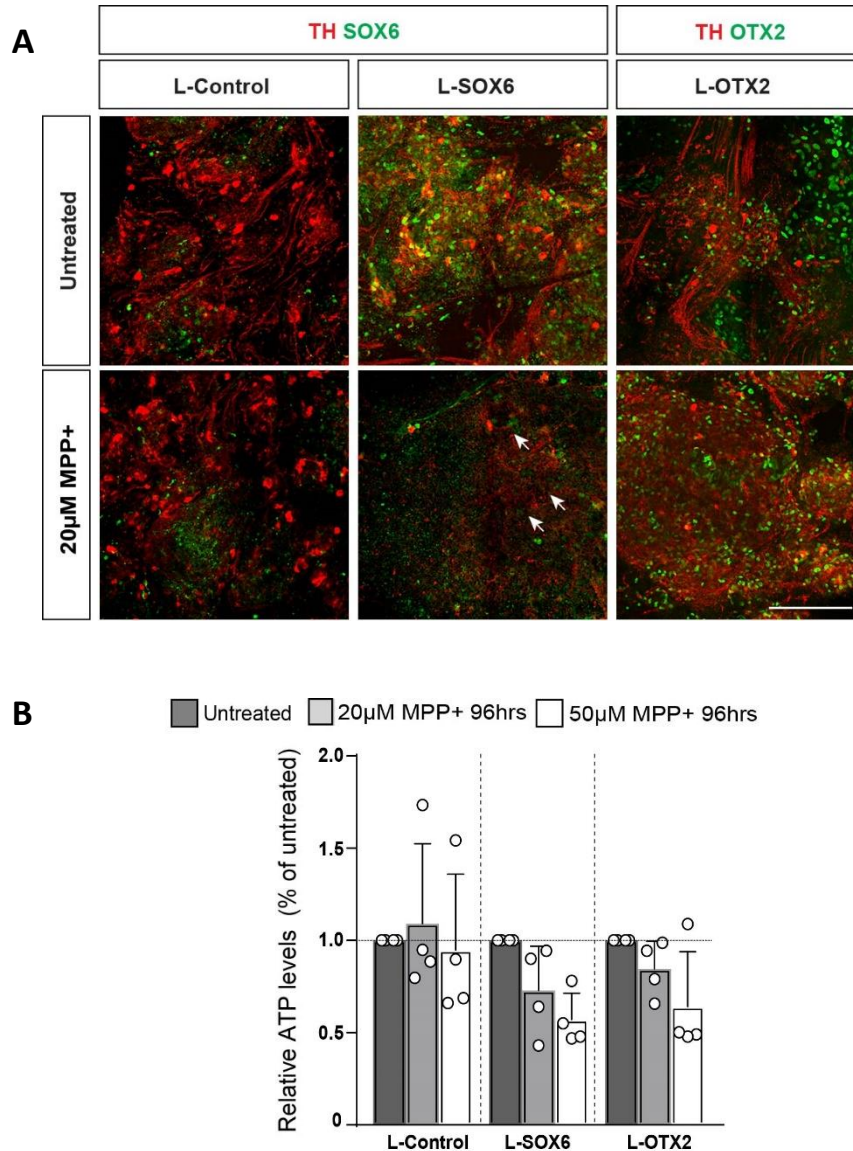 A
TH SOX6
TH OTX2
L-Control
L-SOX6
L-OTX2
Untreated
20µM MPP+
B
Untreated 20µM MPP+ 96hrs 50µM MPP+ 96hrs
Relative ATP levels (% of untreated)
2.0
1.5
1.0
0.5
0
L-Control L-SOX6 L-OTX2